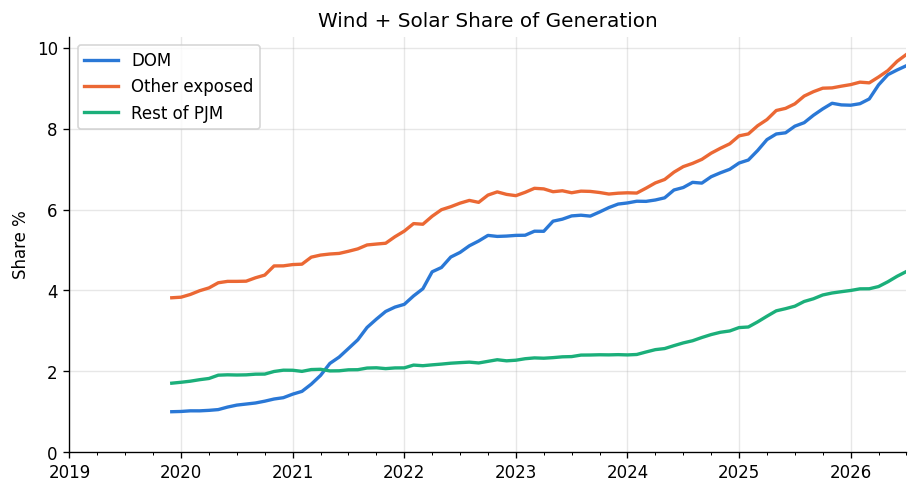 Wind + Solar Share of Generation
DOM
Other exposed
Rest of PJM
Share %
10
8
6
4
2
0
2019 2020 2021 2022 2023 2024 2025 2026